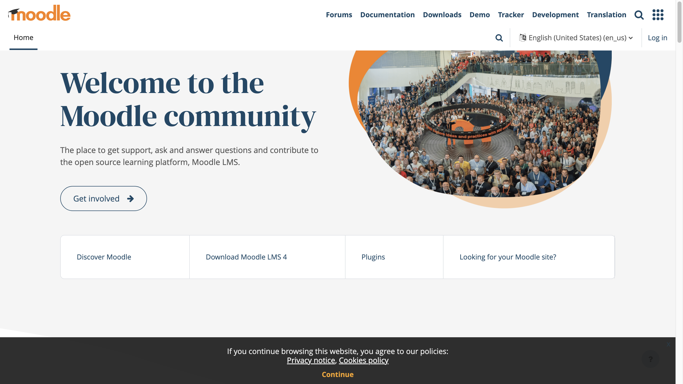 moodle
Forums Documentation Downloads Demo Tracker Development Translation
Home
English (United States) ‎(en_us)‎
Log in
Welcome to the
Moodle community
The place to get support, ask and answer questions and contribute to
the open source learning platform, Moodle LMS.
Get involved
Discover Moodle
Download Moodle LMS 4
Plugins
Looking for your Moodle site?
If you continue browsing this website, you agree to our policies:
Privacy notice, Cookies policy
Continue